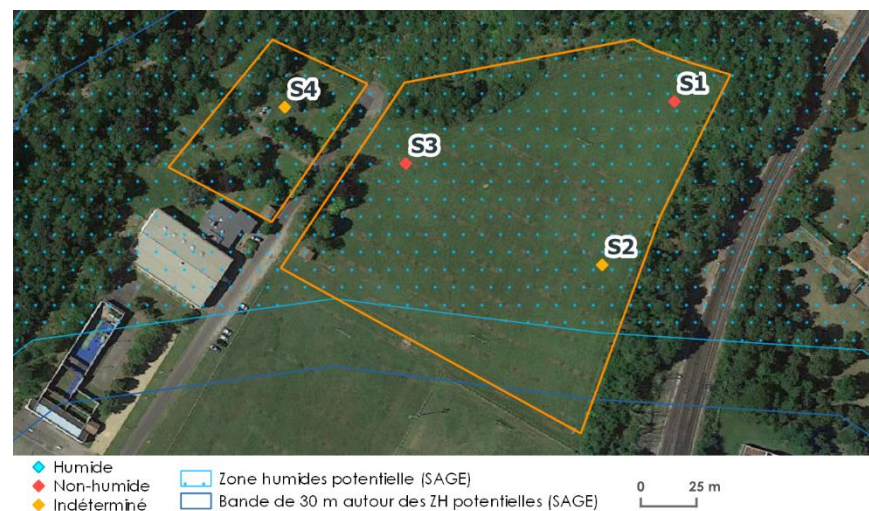 S4
S1
S3
S2
Humide
Non-humide
Indéterminé
Zone humides potentielle (SAGE)
Bande de 30 m autour des ZH potentielles (SAGE)
0 25 m